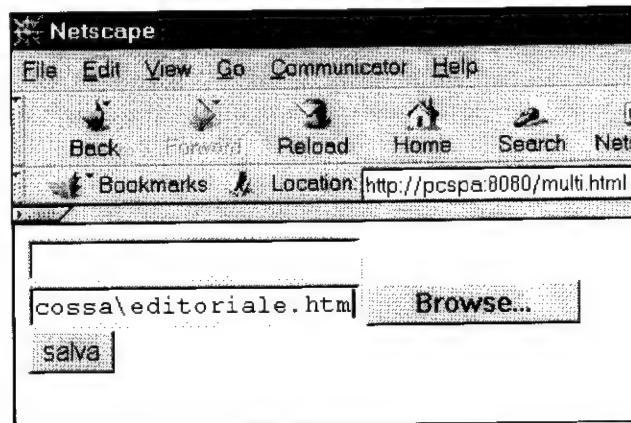 Netscape
File Edit View Go Communicator Help
Back Forward Reload Home Search
Bookmarks Location: http://pcspa:8080/multi.html
cossa\editoriale.htm Browse...
salva